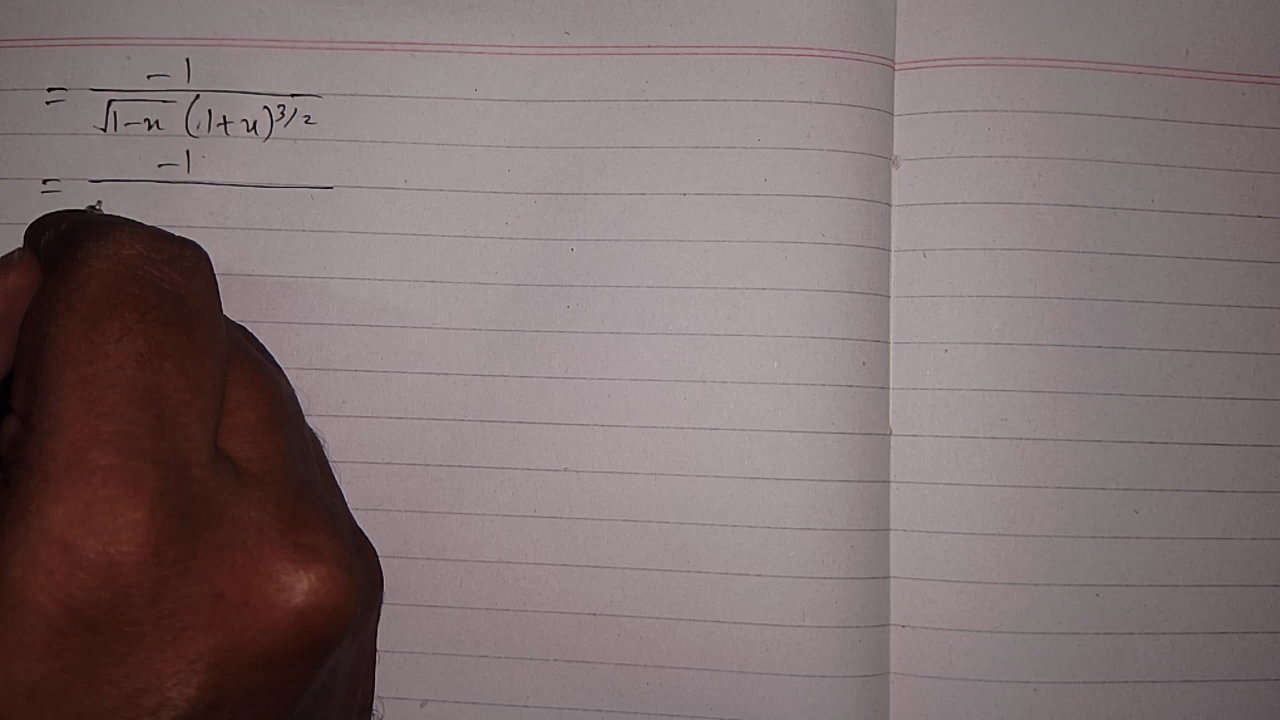 = -1 / √1-x (1+x)^3/2
= -1 /